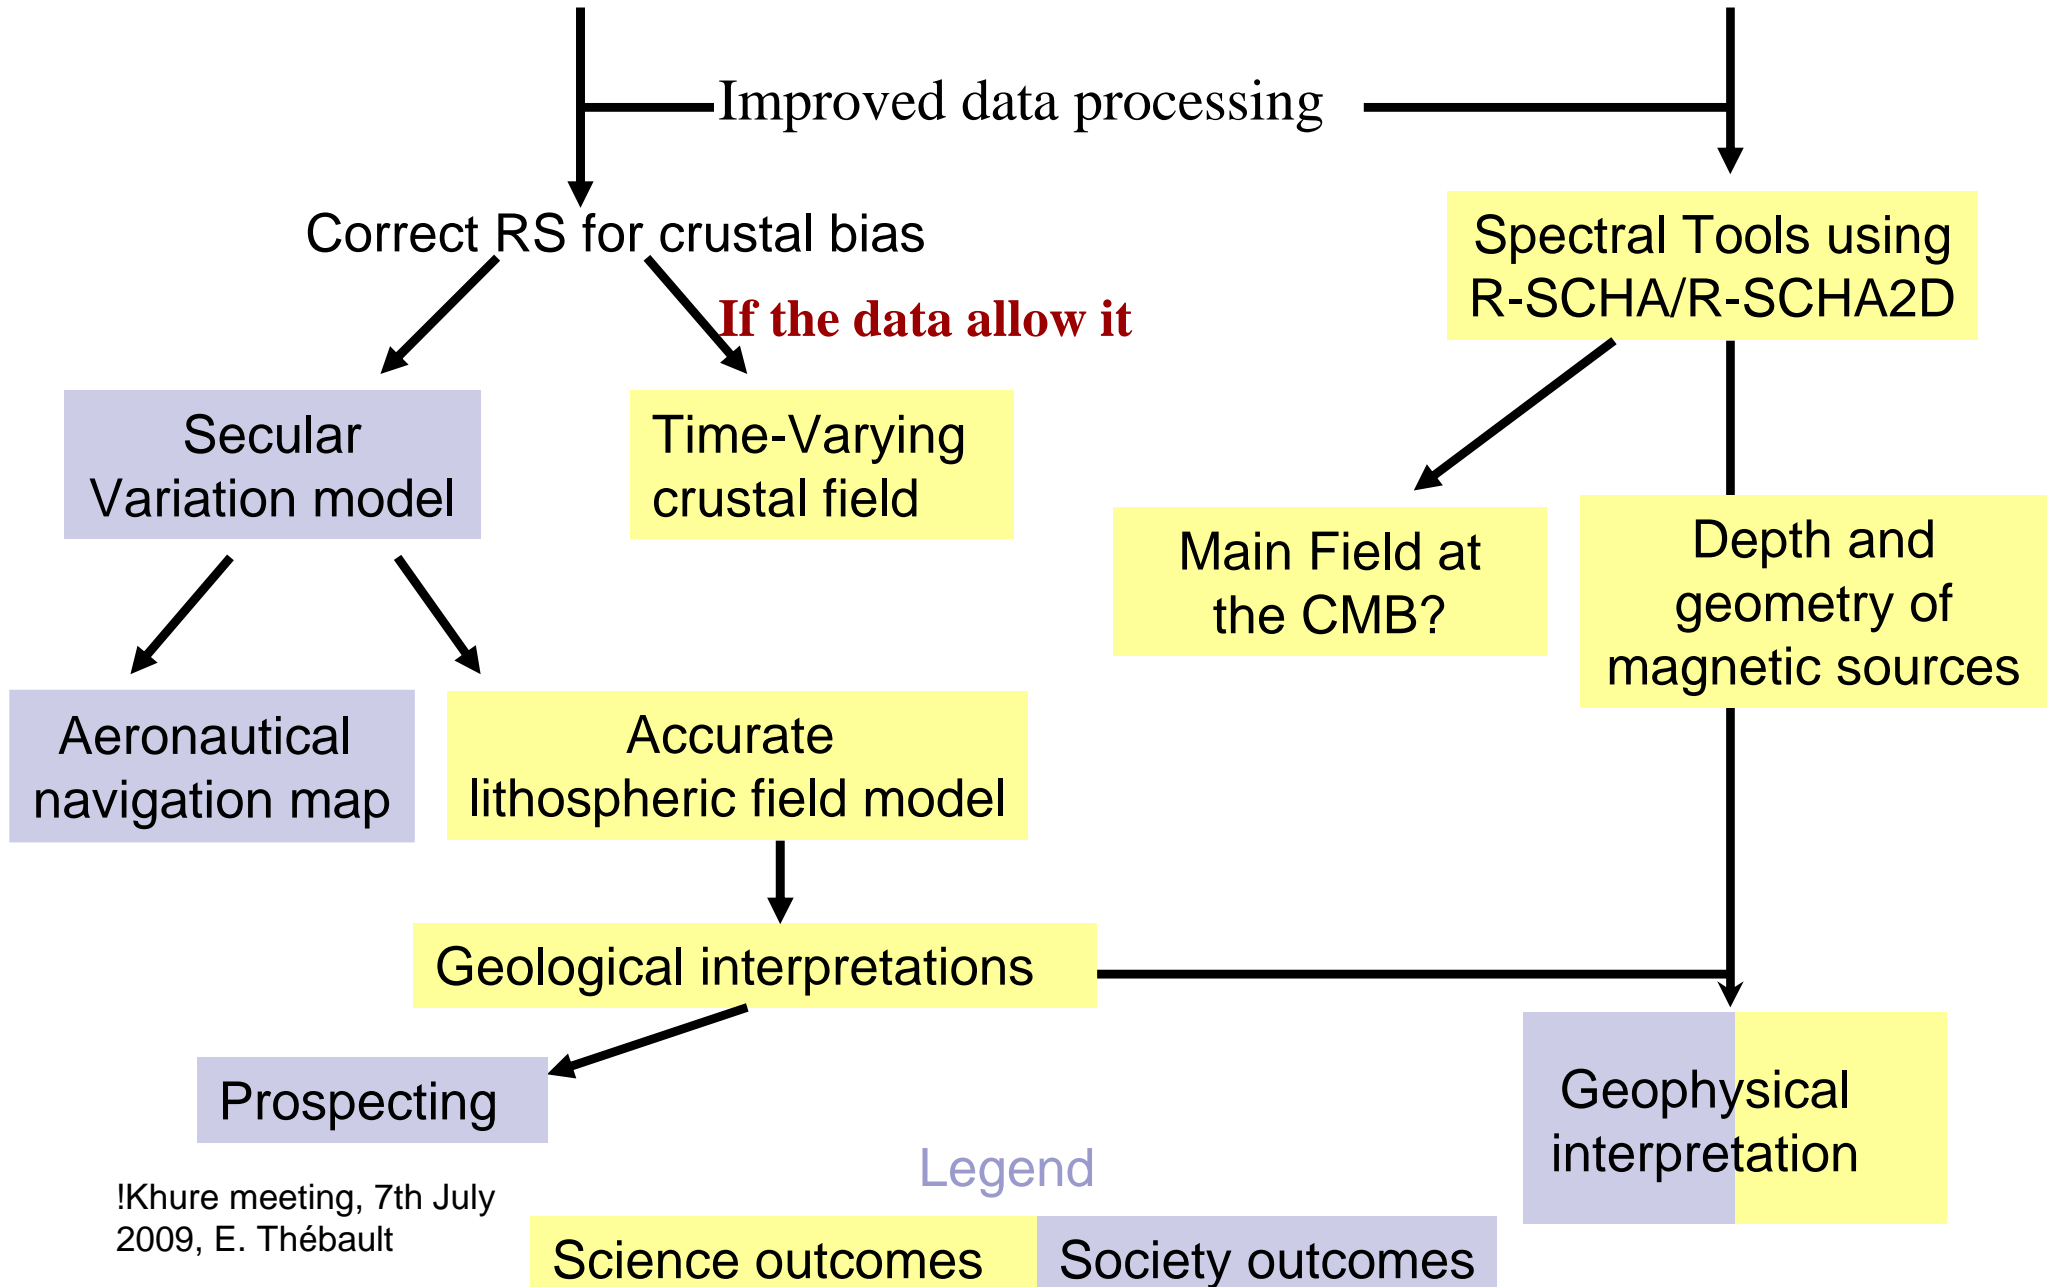 Improved data processing
Correct RS for crustal bias
If the data allow it
Spectral Tools using
R-SCHA/R-SCHA2D
Secular
Variation model
Time-Varying
crustal field
Main Field at
the CMB?
Depth and
geometry of
magnetic sources
Aeronautical
navigation map
Accurate
lithospheric field model
Geological interpretations
Prospecting
Geophysical
interpretation
!Khure meeting, 7th July
2009, E. Thébault
Legend
Science outcomes
Society outcomes